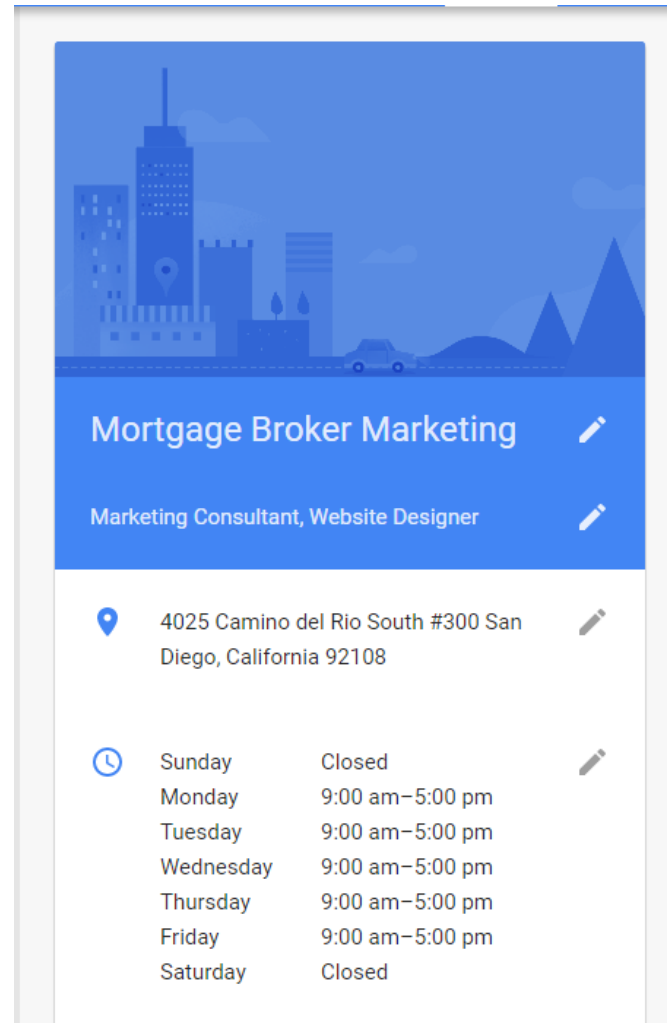 Mortgage Broker Marketing
Marketing Consultant, Website Designer
4025 Camino del Rio South #300 San
Diego, California 92108
Sunday Closed
Monday 9:00 am–5:00 pm
Tuesday 9:00 am–5:00 pm
Wednesday 9:00 am–5:00 pm
Thursday 9:00 am–5:00 pm
Friday 9:00 am–5:00 pm
Saturday Closed